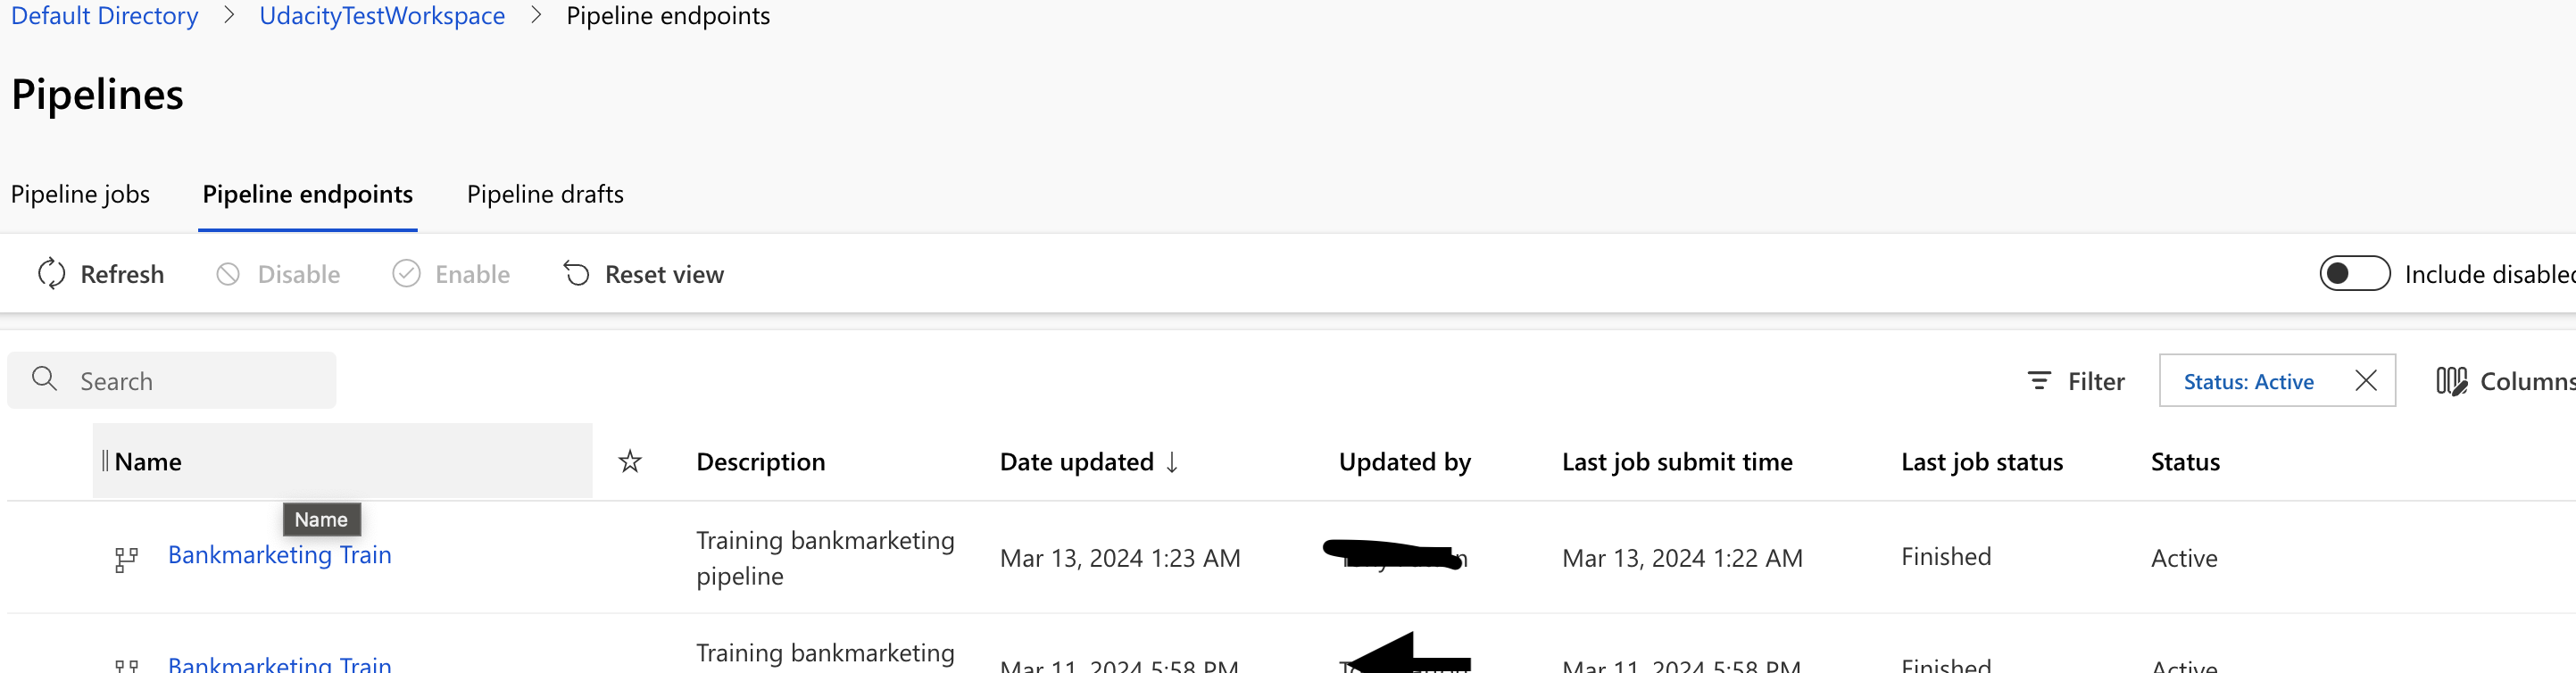 Default Directory > UdacityTestWorkspace > Pipeline endpoints
Pipelines
Pipeline jobs Pipeline endpoints Pipeline drafts
Refresh Disable Enable Reset view Include disabled
Search Filter Status: Active Columns
Name Description Date updated ↓ Updated by Last job submit time Last job status Status
Name
Bankmarketing Train Training bankmarketing pipeline Mar 13, 2024 1:23 AM Mar 13, 2024 1:22 AM Finished Active
Bankmarketing Train Training bankmarketing Mar 11, 2024 5:58 PM Mar 11, 2024 5:58 PM Finished Active